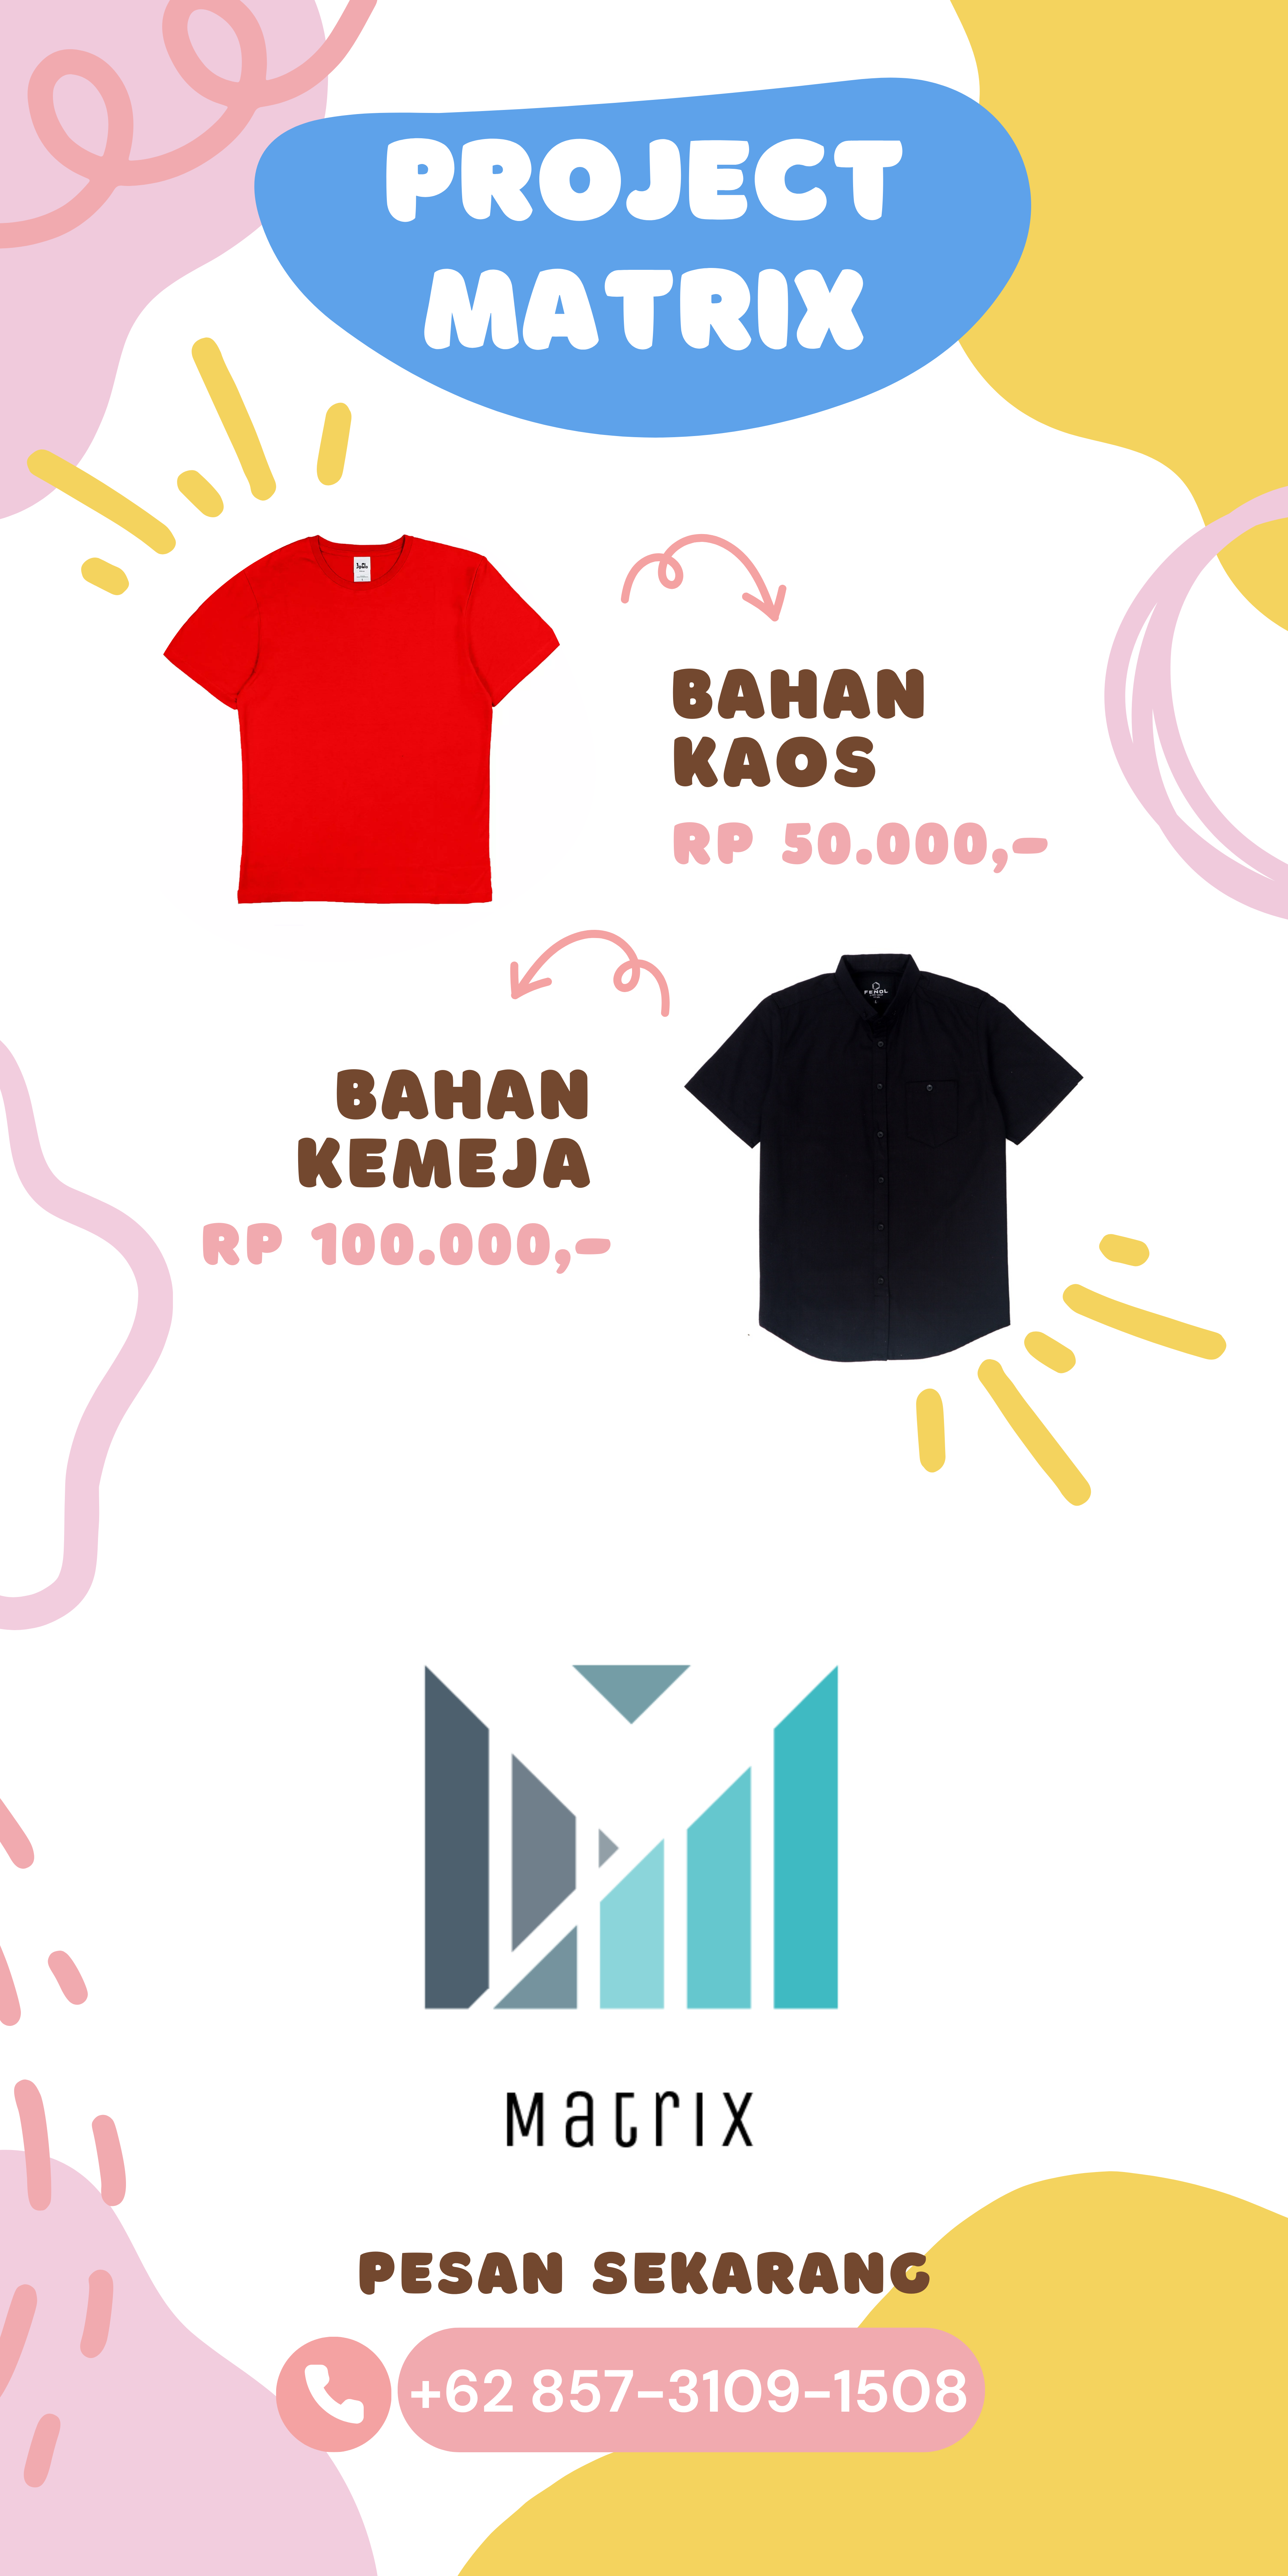 PROJECT
MATRIX
BAHAN
KAOS
RP 50.000,-
FENOL
BAHAN
KEMEJA
RP 100.000,-
Matrix
PESAN SEKARANG
+62 857-3109-1508